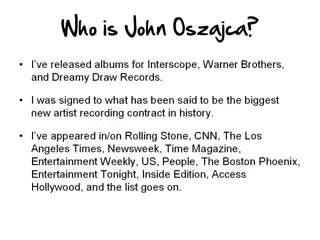 Who is John Oszajca?
• I've released albums for Interscope, Warner Brothers,
and Dreamy Draw Records.
• I was signed to what has been said to be the biggest
new artist recording contract in history.
• I've appeared in/on Rolling Stone, CNN, The Los
Angeles Times, Newsweek, Time Magazine,
Entertainment Weekly, US, People, The Boston Phoenix,
Entertainment Tonight, Inside Edition, Access
Hollywood, and the list goes on.